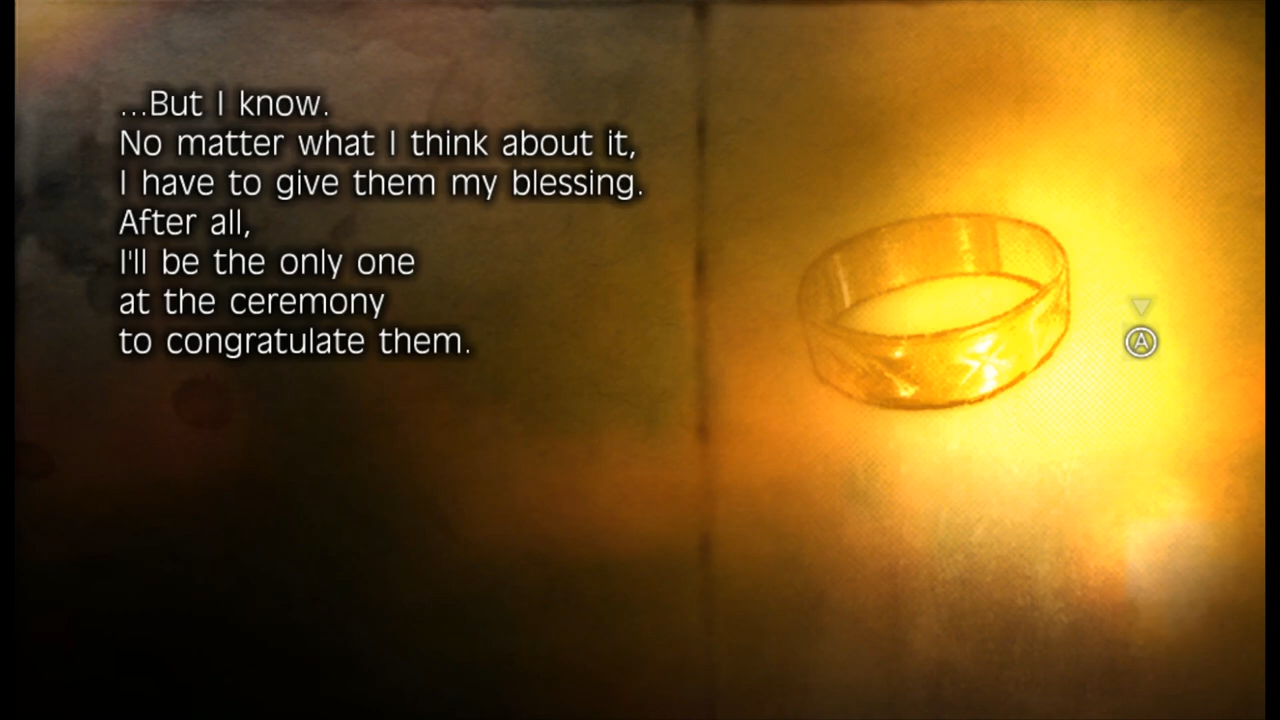 ...But I know.
No matter what I think about it,
I have to give them my blessing.
After all,
I'll be the only one
at the ceremony
to congratulate them.
A